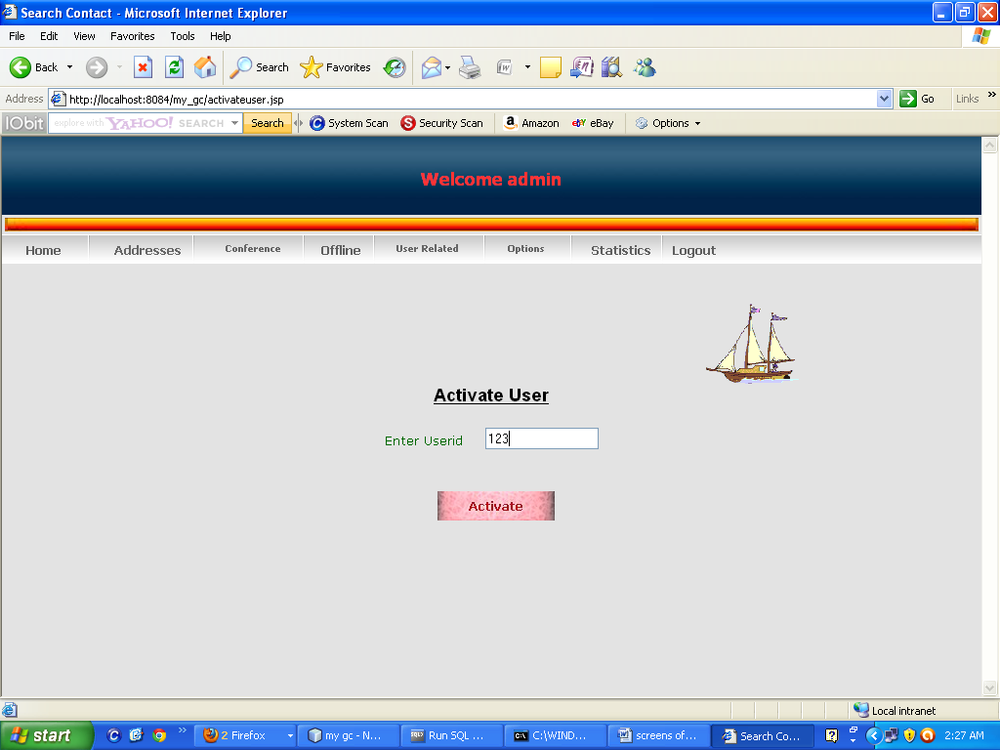 Search Contact - Microsoft Internet Explorer
File Edit View Favorites Tools Help
Back Search Favorites
Address http://localhost:8084/my_gc/activateuser.jsp Go Links »
IObit explore with YAHOO! SEARCH Search System Scan Security Scan Amazon eBay Options
Welcome admin
Home Addresses Conference Offline User Related Options Statistics Logout
Activate User
Enter Userid 123
Activate
Local intranet
start 2 Firefox my gc - N... Run SQL ... C:\WIND... screens of... Search Co... 2:27 AM